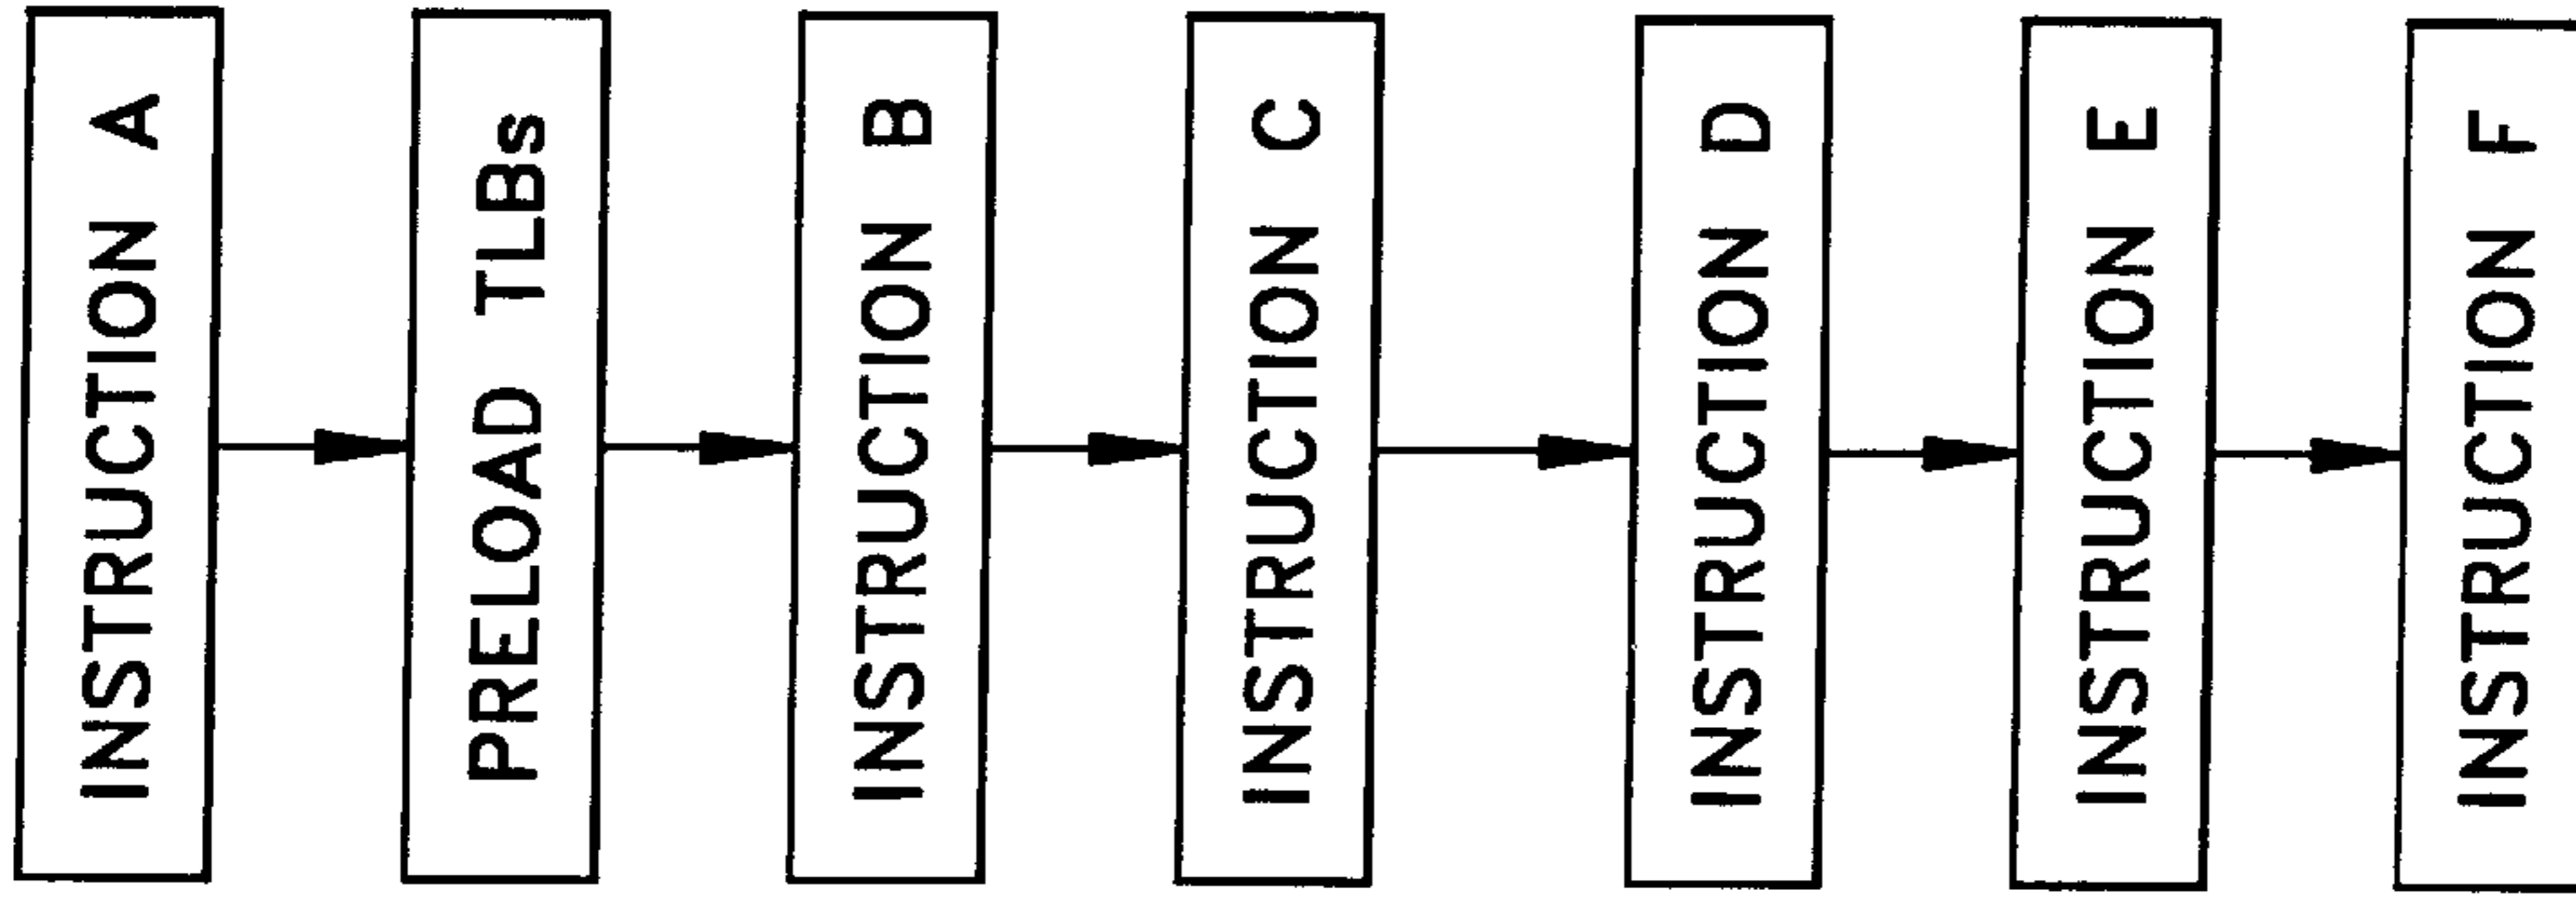 INSTRUCTION A
PRELOAD TLBs
INSTRUCTION B
INSTRUCTION C
INSTRUCTION D
INSTRUCTION E
INSTRUCTION F